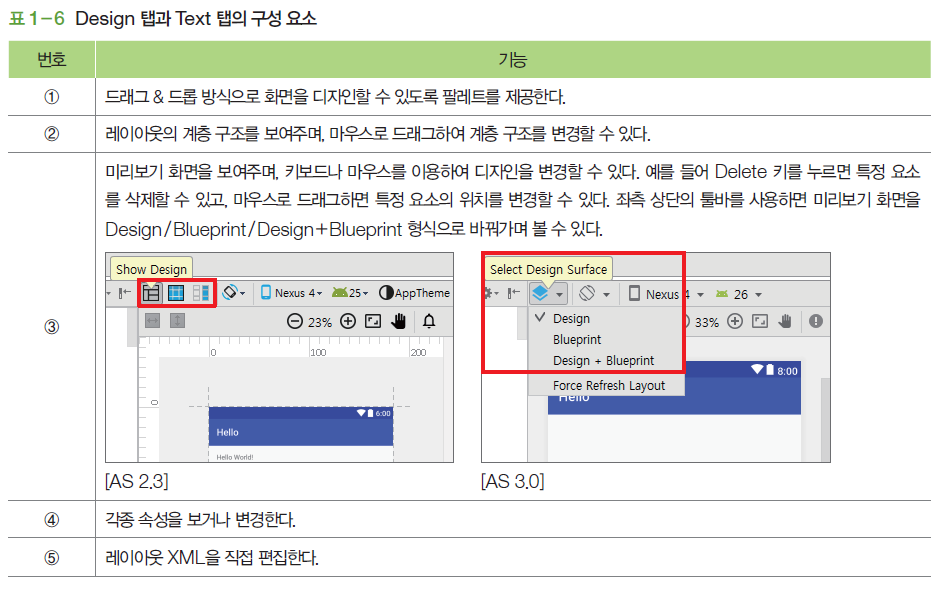 표 1-6 Design 탭과 Text 탭의 구성 요소
번호 기능
① 드래그 & 드롭 방식으로 화면을 디자인할 수 있도록 팔레트를 제공한다.
② 레이아웃의 계층 구조를 보여주며, 마우스로 드래그하여 계층 구조를 변경할 수 있다.
③ 미리보기 화면을 보여주며, 키보드나 마우스를 이용하여 디자인을 변경할 수 있다. 예를 들어 Delete 키를 누르면 특정 요소
를 삭제할 수 있고, 마우스로 드래그하면 특정 요소의 위치를 변경할 수 있다. 좌측 상단의 툴바를 사용하면 미리보기 화면을
Design/Blueprint/Design+Blueprint 형식으로 바꿔가며 볼 수 있다.
Show Design
Nexus 4 25 AppTheme
23%
0 100 200
0
6:00
Hello
Hello World!
[AS 2.3]
Select Design Surface
Nexus 4 26
Design
33%
Blueprint
Design + Blueprint
8:00
Force Refresh Layout
Hello
[AS 3.0]
④ 각종 속성을 보거나 변경한다.
⑤ 레이아웃 XML을 직접 편집한다.